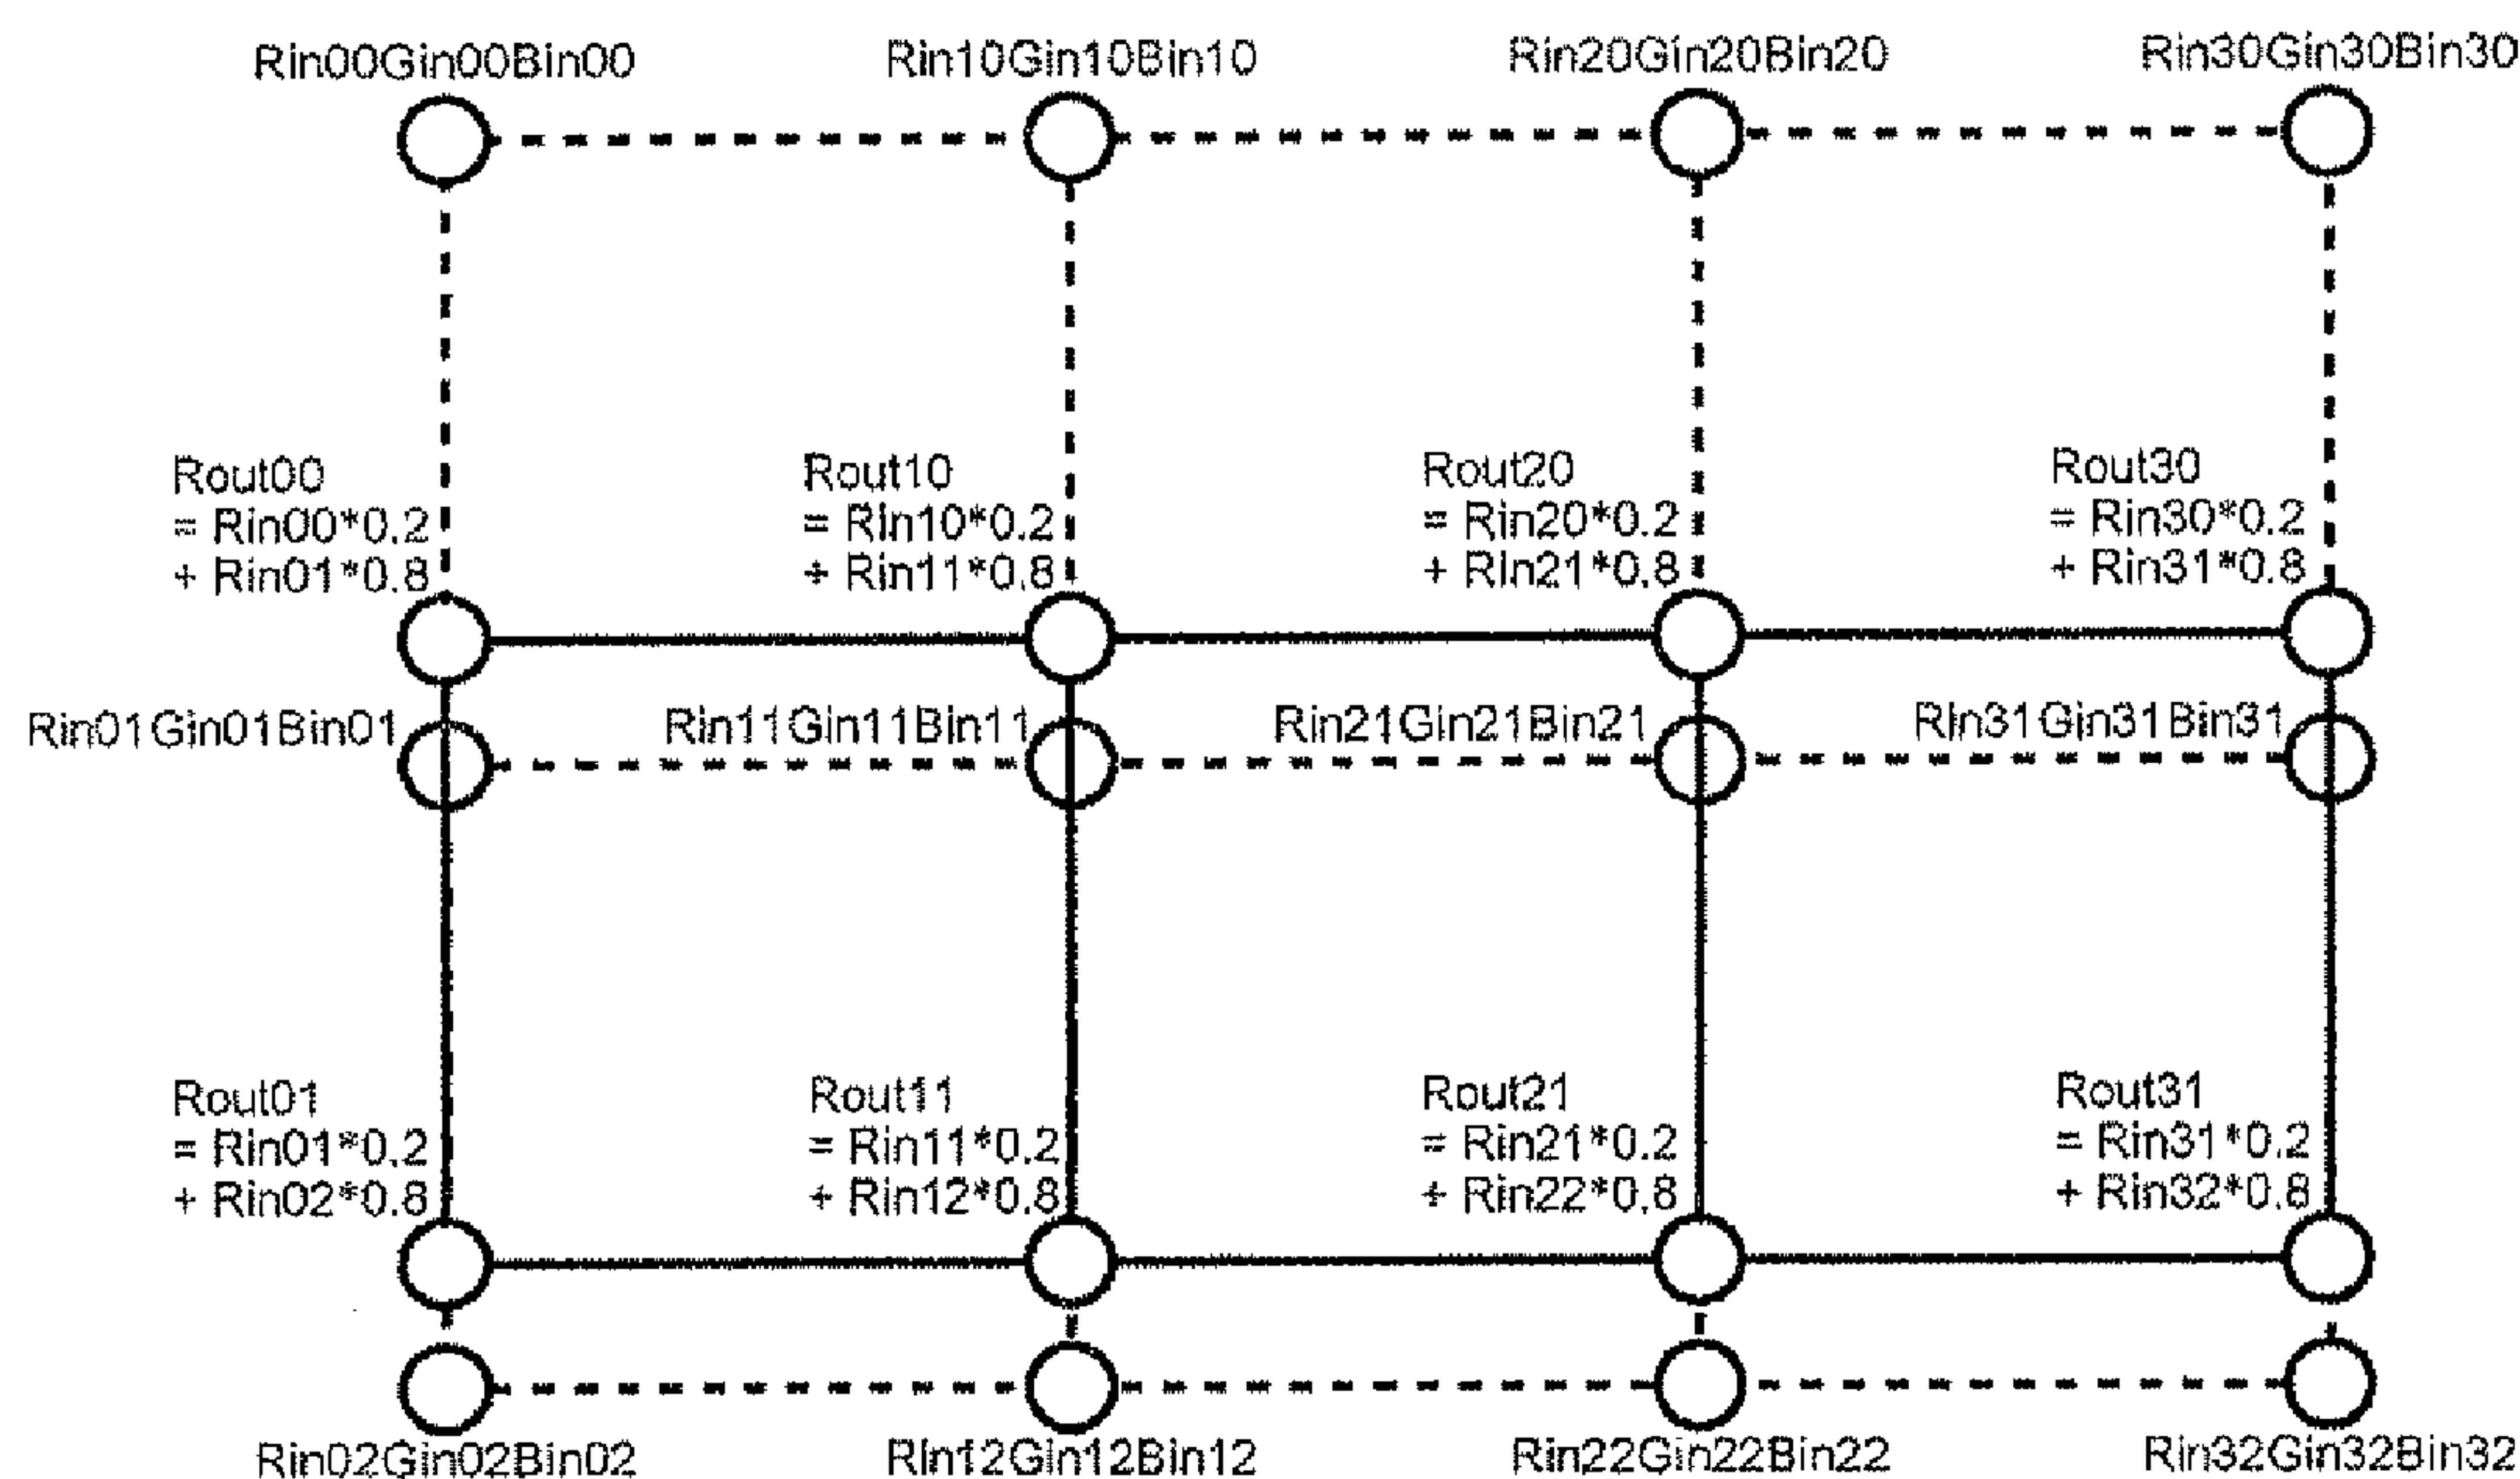 Rin00Gin00Bin00
Rin10Gin10Bin10
Rin20Gin20Bin20
Rin30Gin30Bin30
Rout00
= Rin00*0.2
+ Rin01*0.8
Rout10
= Rin10*0.2
+ Rin11*0.8
Rout20
= Rin20*0.2
+ Rin21*0.8
Rout30
= Rin30*0.2
+ Rin31*0.8
Rin01Gin01Bin01
Rin11Gin11Bin11
Rin21Gin21Bin21
Rin31Gin31Bin31
Rout01
= Rin01*0.2
+ Rin02*0.8
Rout11
= Rin11*0.2
+ Rin12*0.8
Rout21
= Rin21*0.2
+ Rin22*0.8
Rout31
= Rin31*0.2
+ Rin32*0.8
Rin02Gin02Bin02
Rin12Gin12Bin12
Rin22Gin22Bin22
Rin32Gin32Bin32